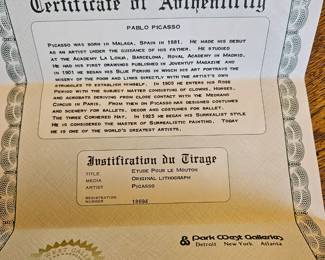 Certificate of Authenticity
PABLO PICASSO
Picasso was born in Malaga, Spain in 1881. He made his debut
as an artist under the guidance of his father. He studied
at the Academy La Lonja, Barcelona, Royal Academy in Madrid.
He had his first drawings published in Joventut Magazine and
in 1901 he began his Blue Period in which his art portrays the
misery of the poor and links directly with the artist's own
struggles to establish himself. In 1903 he enters his Rose
Period with the subject matter consisting of clowns, horses,
and acrobats deriving from close contact with the Medrano
Circus in Paris. From then on Picasso has designed costumes
and scenery for ballets, decor and costumes for ballet,
The three Cornered Hat. In 1925 he began his Surrealist style
He is considered the master of Surrealistic painting. Today
he is one of the world's greatest artists.
Justification du Tirage
TITLE Etude Pour le Mouton
MEDIA Original Lithograph
ARTIST Picasso
REGISTRATION
NUMBER 18694
Park West Galleries
Detroit New York Atlanta